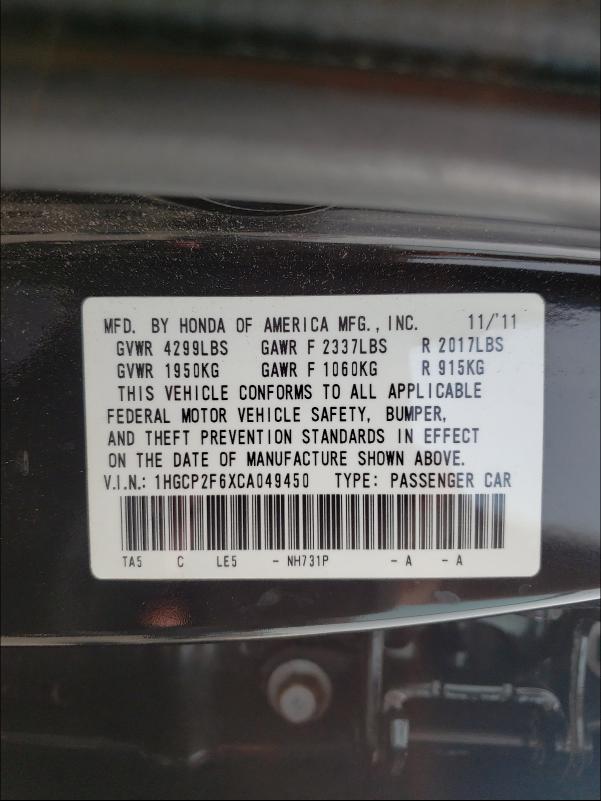 MFD. BY HONDA OF AMERICA MFG., INC. 11/'11
GVWR 4299LBS GAWR F 2337LBS R 2017LBS
GVWR 1950KG GAWR F 1060KG R 915KG
THIS VEHICLE CONFORMS TO ALL APPLICABLE
FEDERAL MOTOR VEHICLE SAFETY, BUMPER,
AND THEFT PREVENTION STANDARDS IN EFFECT
ON THE DATE OF MANUFACTURE SHOWN ABOVE.
V.I.N.: 1HGCP2F6XCA049450 TYPE: PASSENGER CAR
TA5 C LE5 - NH731P - A - A